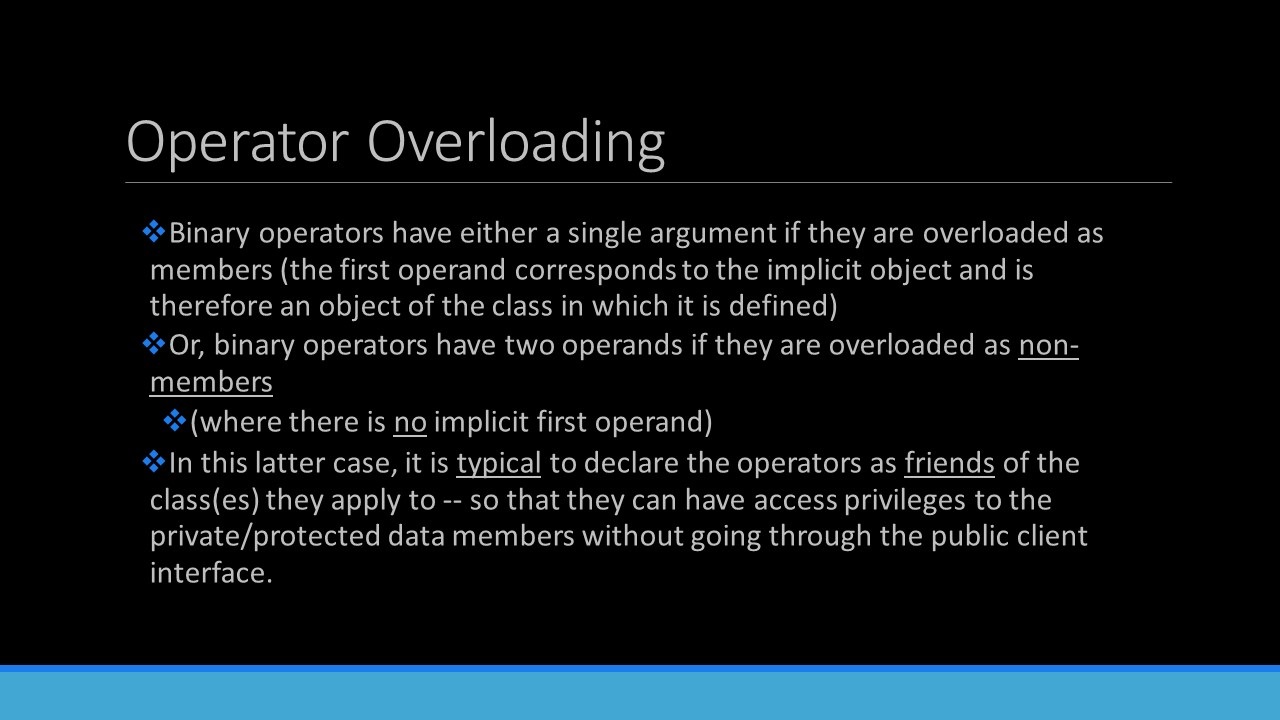 Operator Overloading
❖Binary operators have either a single argument if they are overloaded as
members (the first operand corresponds to the implicit object and is
therefore an object of the class in which it is defined)
❖Or, binary operators have two operands if they are overloaded as non-
members
❖(where there is no implicit first operand)
❖In this latter case, it is typical to declare the operators as friends of the
class(es) they apply to -- so that they can have access privileges to the
private/protected data members without going through the public client
interface.